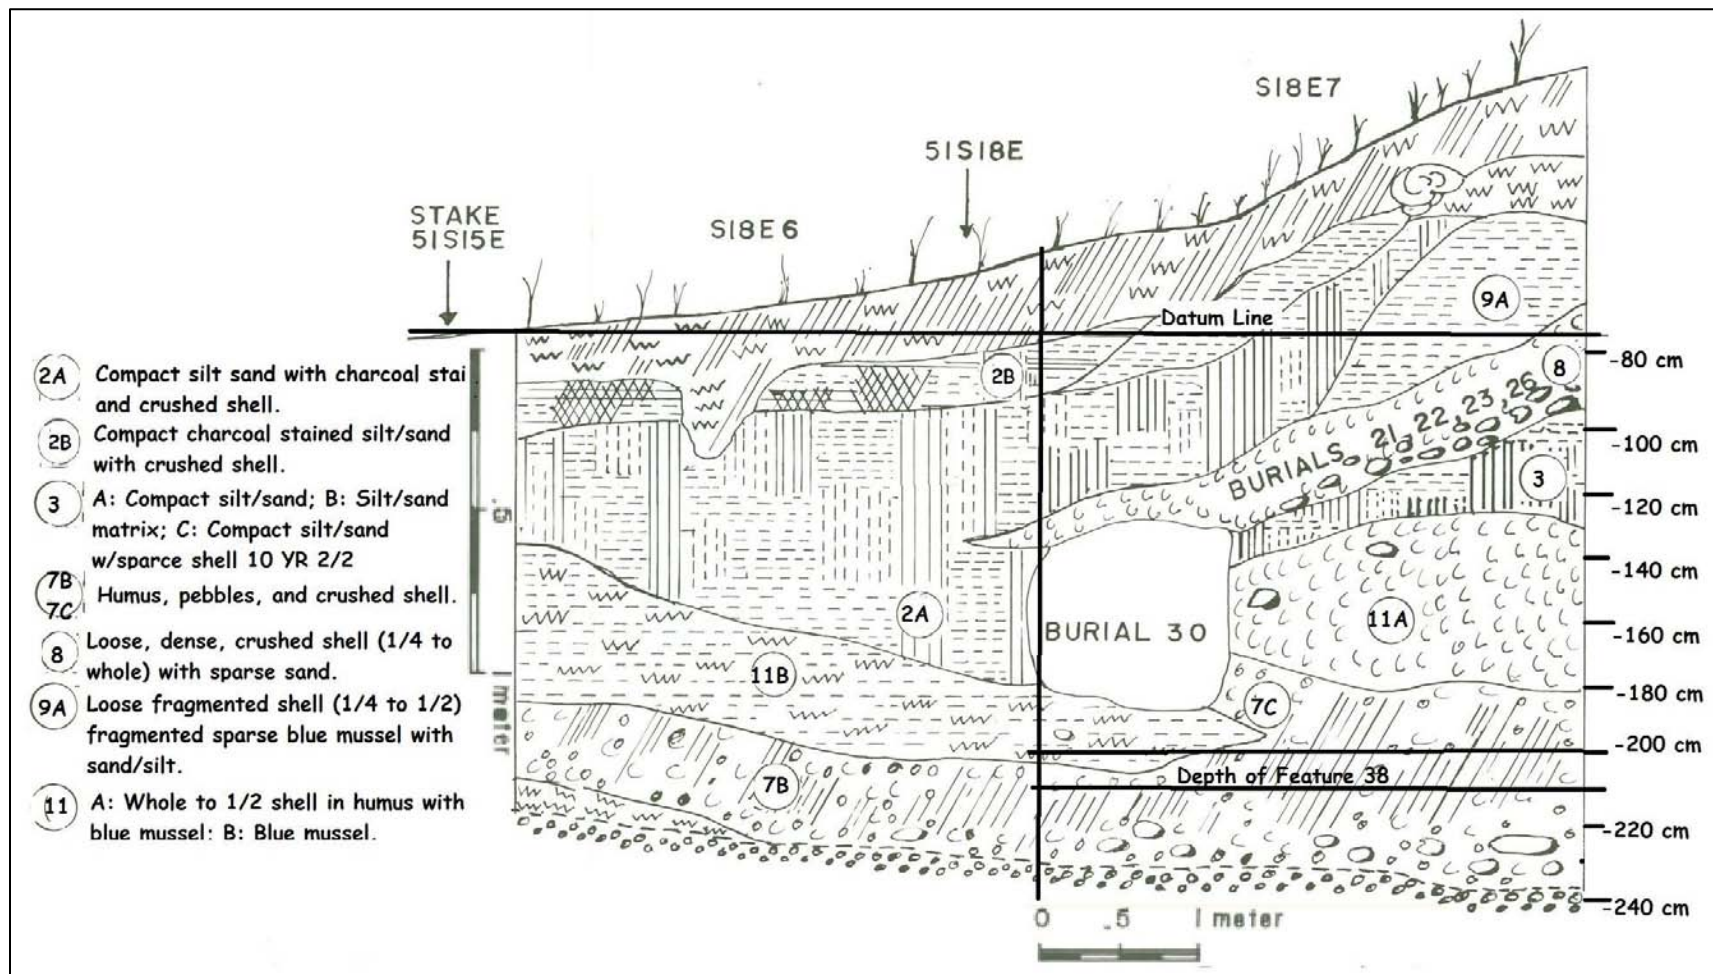 S18E7
51S18E
STAKE
51S15E
S18E6
Datum Line
9A
-80 cm
8
2B
2A Compact silt sand with charcoal stai
and crushed shell.
2B Compact charcoal stained silt/sand
with crushed shell.
3 A: Compact silt/sand; B: Silt/sand
matrix; C: Compact silt/sand
w/sparce shell 10 YR 2/2
7B
7C Humus, pebbles, and crushed shell.
8 Loose, dense, crushed shell (1/4 to
whole) with sparse sand.
9A Loose fragmented shell (1/4 to 1/2)
fragmented sparse blue mussel with
sand/silt.
11 A: Whole to 1/2 shell in humus with
blue mussel: B: Blue mussel.
.5
1 meter
BURIALS 21, 22, 23, 26
-100 cm
3
-120 cm
-140 cm
2A
BURIAL 30
11A
-160 cm
11B
-180 cm
7C
-200 cm
Depth of Feature 38
7B
-220 cm
-240 cm
0 .5 1 meter